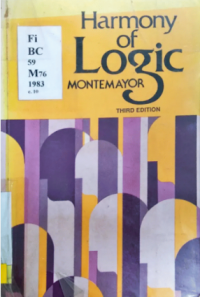 Fi
BC
59
M76
1983
c. 10
Harmony
of
Logic
MONTEMAYOR
THIRD EDITION